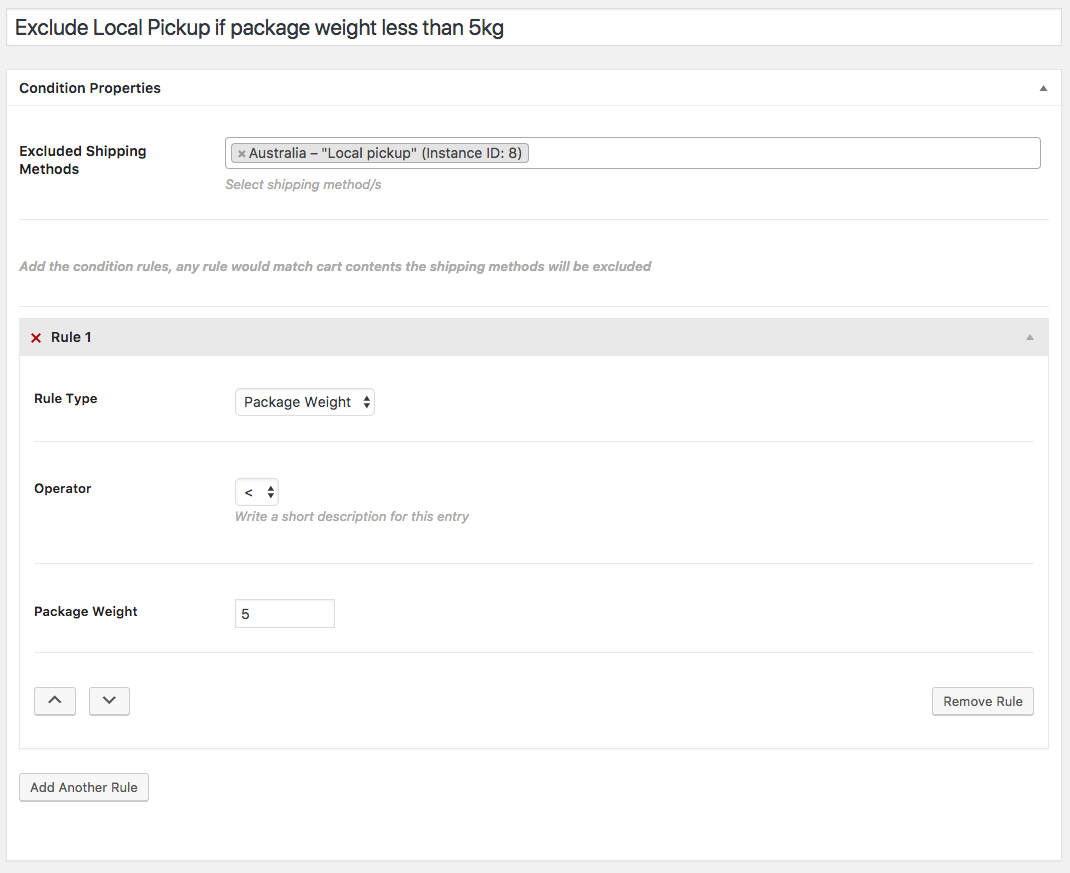 Exclude Local Pickup if package weight less than 5kg
Condition Properties
Excluded Shipping
Methods
× Australia – "Local pickup" (Instance ID: 8)
Select shipping method/s
Add the condition rules, any rule would match cart contents the shipping methods will be excluded
Rule 1
Rule Type
Package Weight
Operator
<
Write a short description for this entry
Package Weight
5
Remove Rule
Add Another Rule